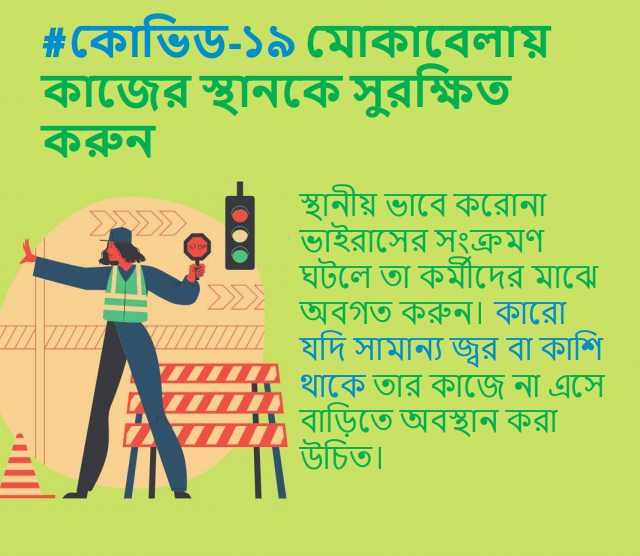 #কোভিড-১৯ মোকাবেলায়
কাজের স্থানকে সুরক্ষিত
করুন
স্থানীয় ভাবে করোনা
ভাইরাসের সংক্রমণ
ঘটলে তা কর্মীদের মাঝে
অবগত করুন। কারো
যদি সামান্য জ্বর বা কাশি
থাকে তার কাজে না এসে
বাড়িতে অবস্থান করা
উচিত।
STOP